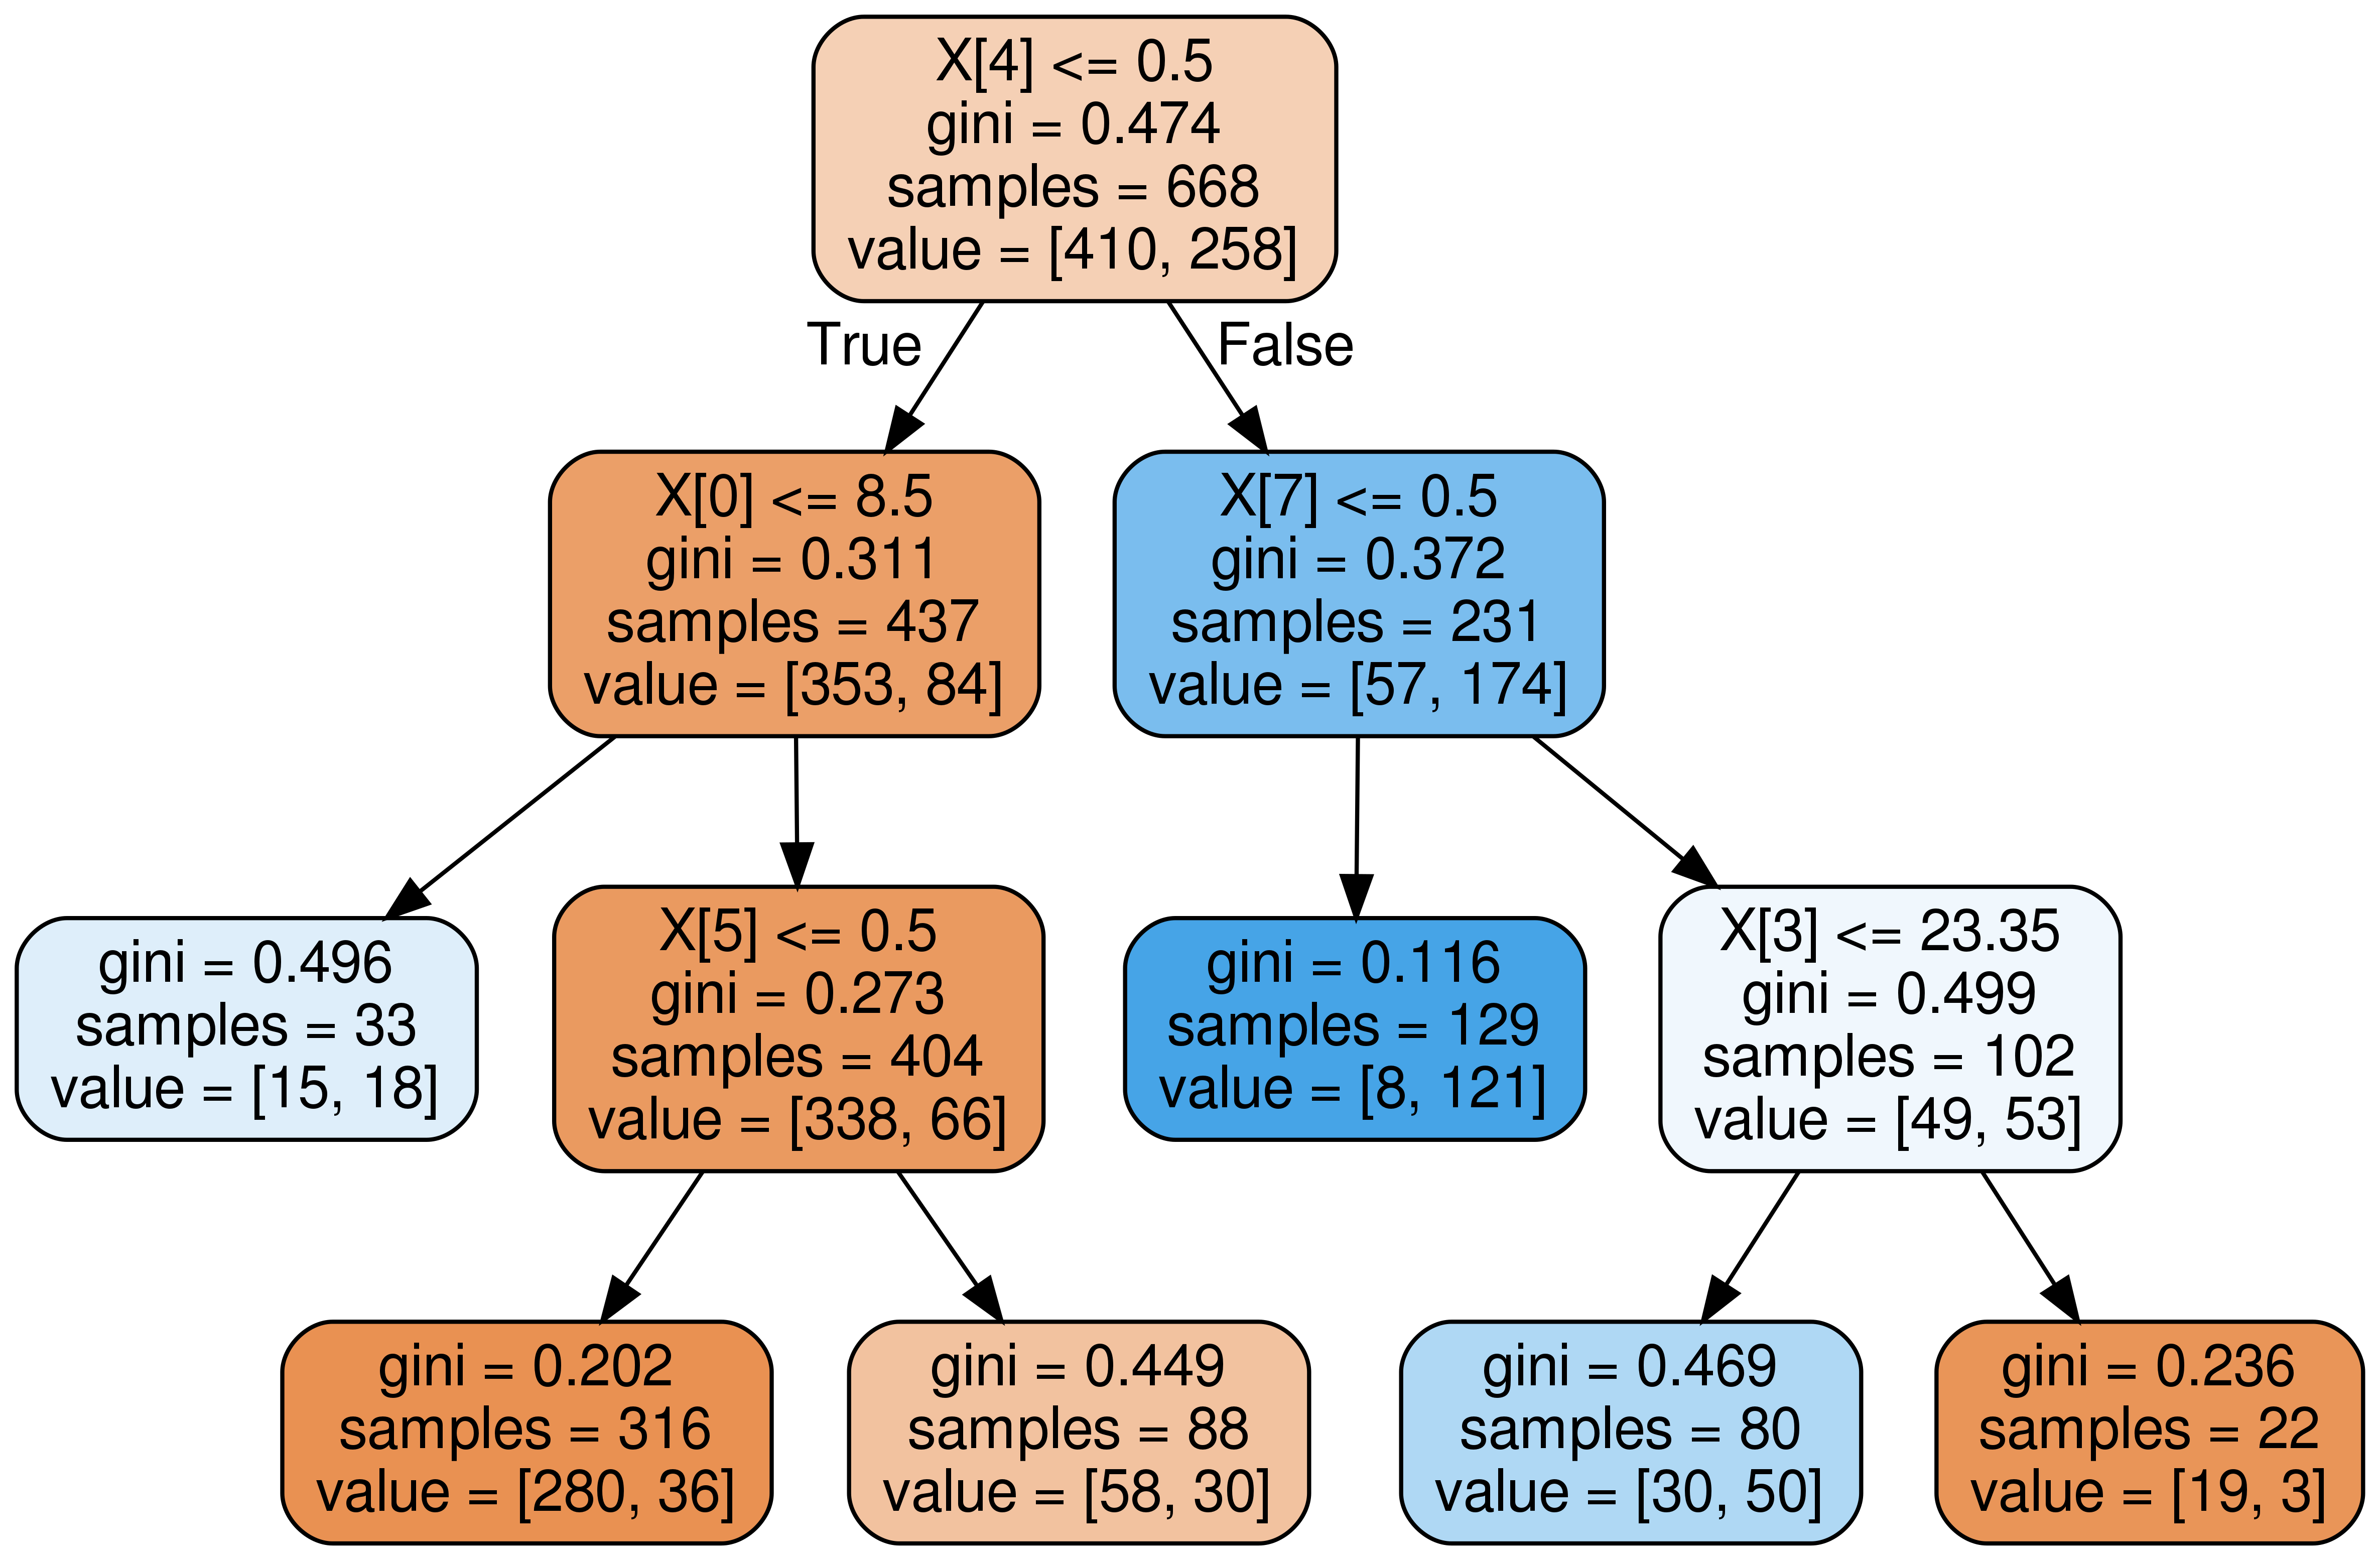 X[4] <= 0.5
gini = 0.474
samples = 668
value = [410, 258]
True
False
X[0] <= 8.5
gini = 0.311
samples = 437
value = [353, 84]
X[7] <= 0.5
gini = 0.372
samples = 231
value = [57, 174]
gini = 0.496
samples = 33
value = [15, 18]
X[5] <= 0.5
gini = 0.273
samples = 404
value = [338, 66]
gini = 0.116
samples = 129
value = [8, 121]
X[3] <= 23.35
gini = 0.499
samples = 102
value = [49, 53]
gini = 0.202
samples = 316
value = [280, 36]
gini = 0.449
samples = 88
value = [58, 30]
gini = 0.469
samples = 80
value = [30, 50]
gini = 0.236
samples = 22
value = [19, 3]